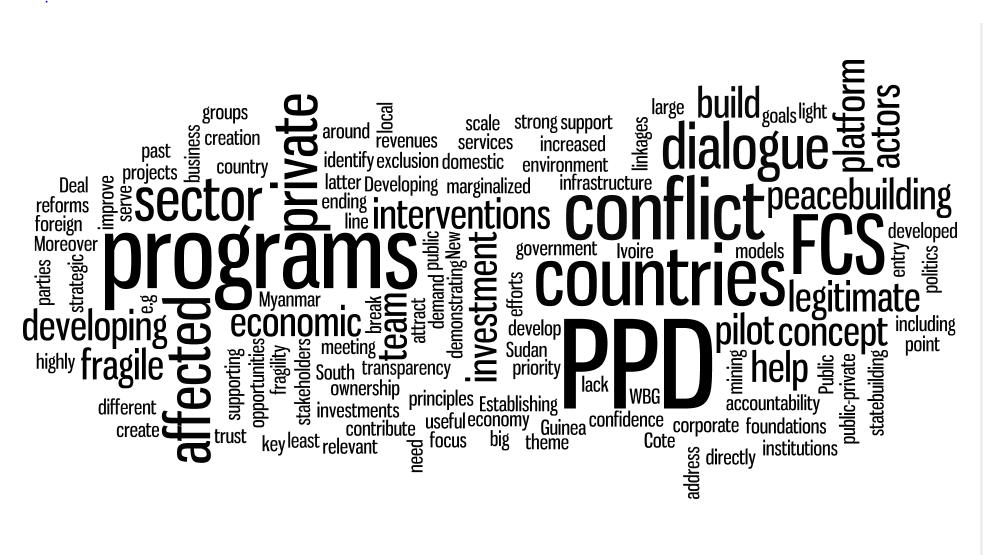 groups
creation
business
past
projects
country
private
around
local
revenues
scale
services
strong
support
increased
environment
linkages
large
build
goals
light
platform
actors
dialogue
identify
exclusion
domestic
latter
Developing
marginalized
infrastructure
ending
line
interventions
conflict
peacebuilding
Deal
reforms
foreign
improve
serve
sector
Moreover
programs
public
New
demand
demonstrating
investment
government
Ivoire
models
countries
FCS
developed
entry
politics
parties
strategic
e.g
Myanmar
break
team
attract
efforts
legitimate
developing
affected
economic
meeting
develop
PPD
pilot
concept
including
point
highly
fragile
supporting
opportunities
fragility
stakeholders
South
transparency
ownership
Sudan
priority
lack
WBG
mining
help
Public
public-private
statebuilding
accountability
different
create
trust
investments
principles
Establishing
contribute
useful
economy
Guinea
confidence
corporate
foundations
key
least
relevant
need
focus
big
theme
Cote
address
directly
institutions